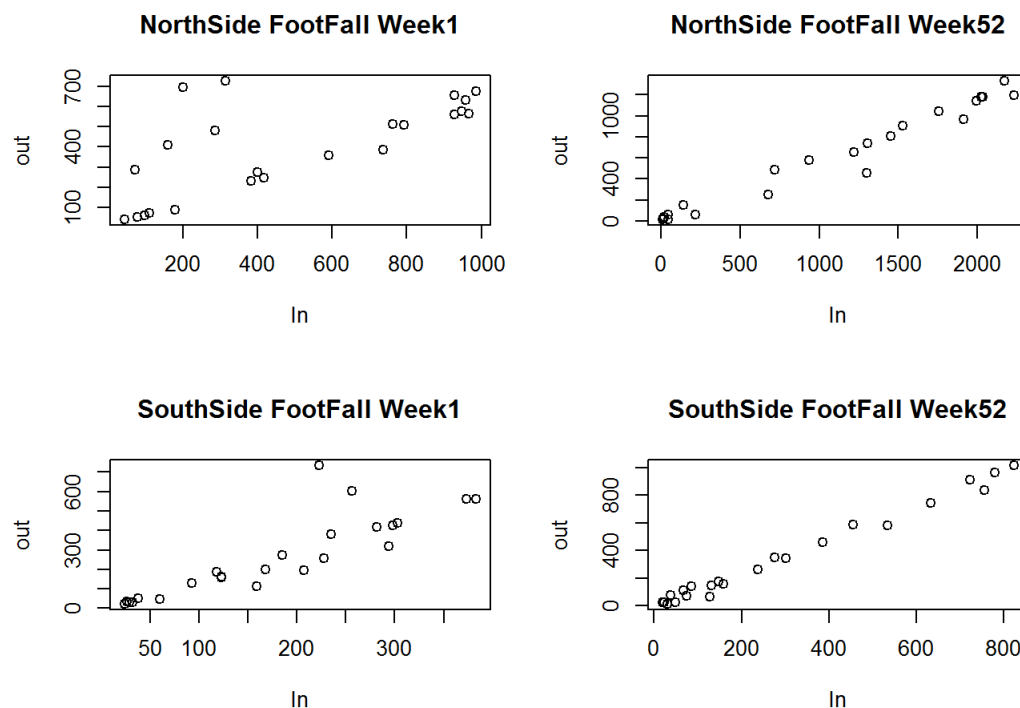 NorthSide FootFall Week1
out
100 400 700
200 400 600 800 1000
In
NorthSide FootFall Week52
out
0 400 1000
0 500 1000 1500 2000
In
SouthSide FootFall Week1
out
0 300 600
50 100 200 300
In
SouthSide FootFall Week52
out
0 400 800
0 200 400 600 800
In